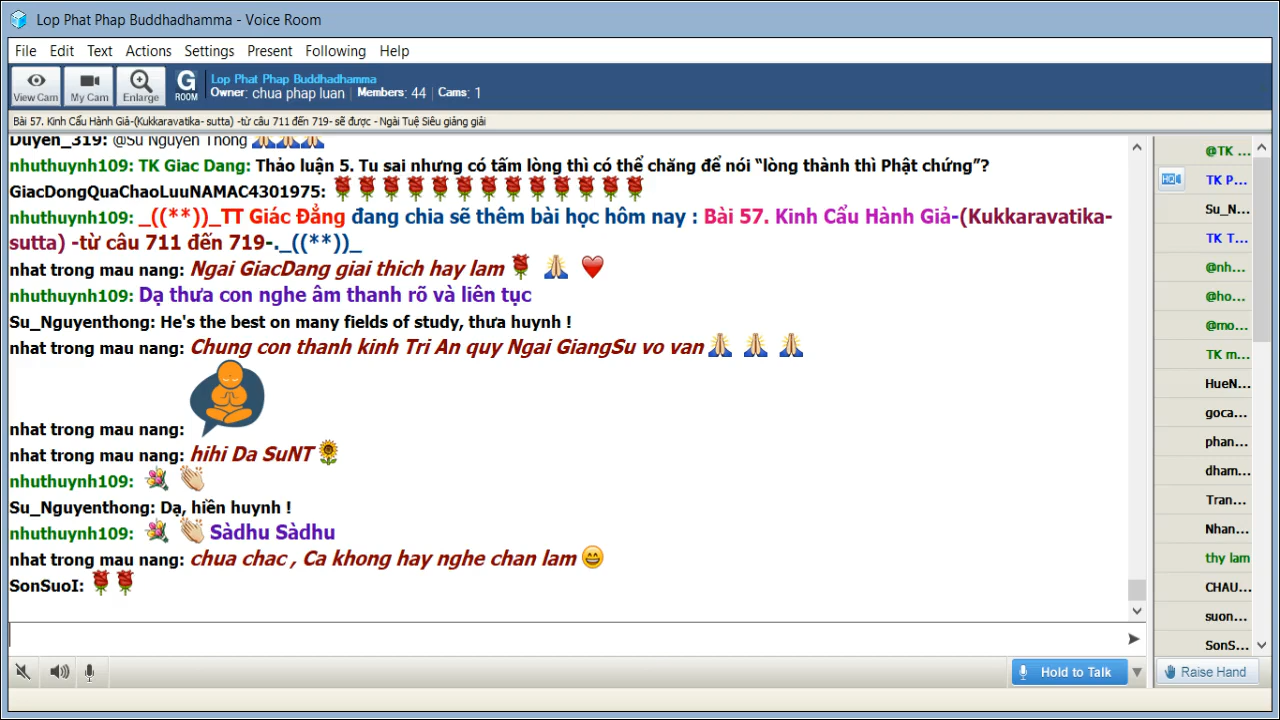 Lop Phat Phap Buddhadhamma - Voice Room
File Edit Text Actions Settings Present Following Help
View Cam My Cam Enlarge G ROOM
Lop Phat Phap Buddhadhamma
Owner: chua phap luan | Members: 44 | Cams: 1
Bài 57. Kinh Cẩu Hành Giả-(Kukkaravatika- sutta) -từ câu 711 đến 719- sẽ được - Ngài Tuệ Siêu giảng giải
Duyen_319: @Su Nguyen Thong
nhuthuynh109: TK Giac Dang: Thảo luận 5. Tu sai nhưng có tấm lòng thì có thể chăng để nói “lòng thành thì Phật chứng”?
GiacDongQuaChaoLuuNAMAC4301975:
nhuthuynh109: _((**))_TT Giác Đẳng đang chia sẽ thêm bài học hôm nay : Bài 57. Kinh Cẩu Hành Giả-(Kukkaravatika-
sutta) -từ câu 711 đến 719-._((**))_
nhat trong mau nang: Ngai GiacDang giai thich hay lam
nhuthuynh109: Dạ thưa con nghe âm thanh rõ và liên tục
Su_Nguyenthong: He's the best on many fields of study, thưa huynh !
nhat trong mau nang: Chung con thanh kinh Tri An quy Ngai GiangSu vo van
nhat trong mau nang:
nhat trong mau nang: hihi Da SuNT
nhuthuynh109:
Su_Nguyenthong: Dạ, hiền huynh !
nhuthuynh109: Sàdhu Sàdhu
nhat trong mau nang: chua chac , Ca khong hay nghe chan lam
SonSuoI:
@TK ...
HQ
TK P...
Su_N...
TK T...
@nh...
@ho...
@mo...
TK m...
HueN...
goca...
phan...
dham...
Tran...
Nhan...
thy lam
CHAU...
suon...
SonS...
Hold to Talk
Raise Hand